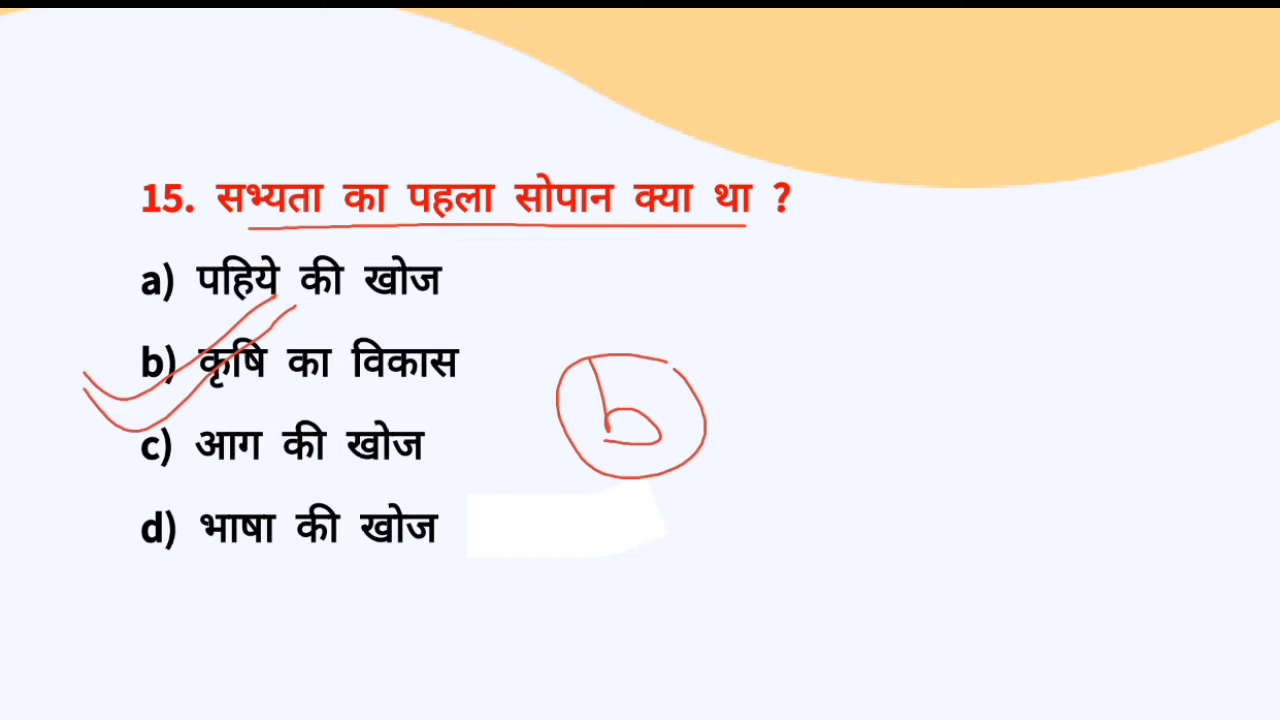 15. सभ्यता का पहला सोपान क्या था ?
a) पहिये की खोज
b) कृषि का विकास
c) आग की खोज
d) भाषा की खोज
b